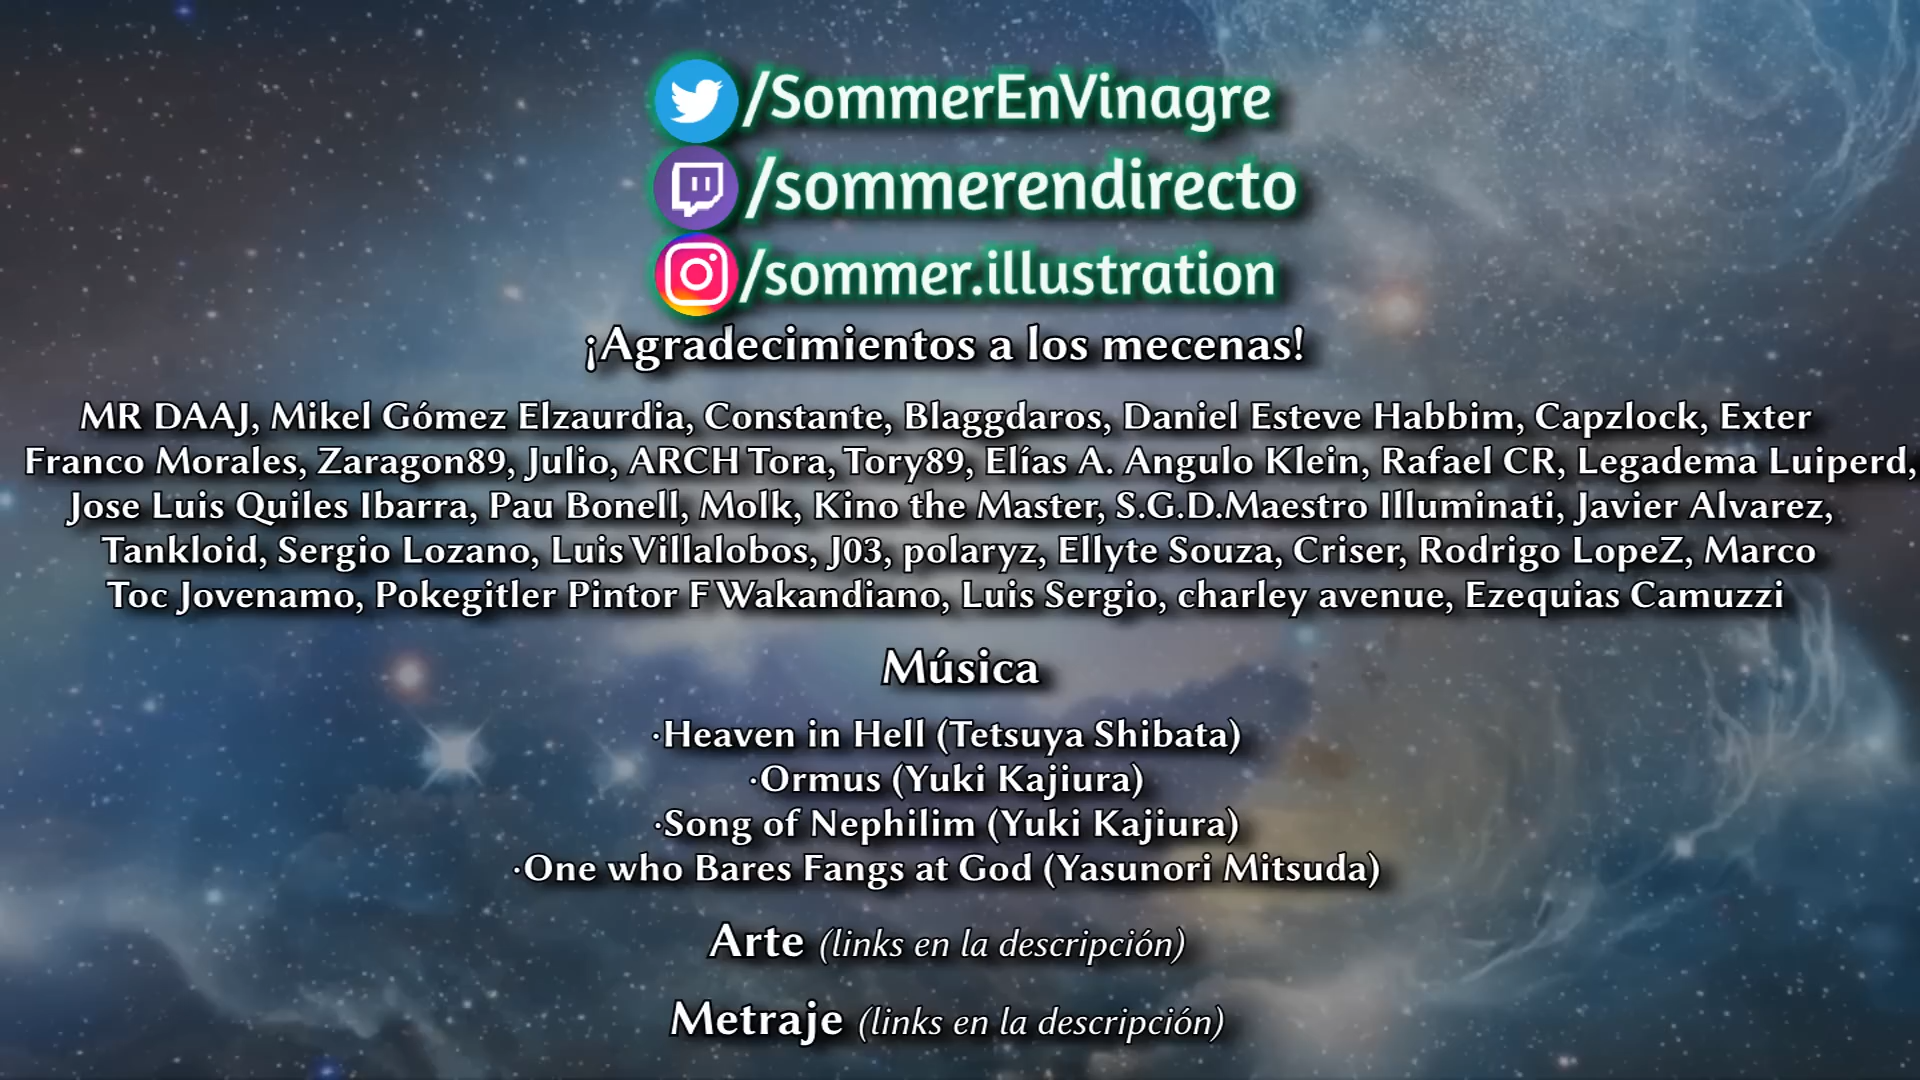 /SommerEnVinagre
/sommerendirecto
/sommer.illustration
¡Agradecimientos a los mecenas!
MR DAAJ, Mikel Gómez Elzaurdia, Constante, Blaggdaros, Daniel Esteve Habbim, Capzlock, Exter
Franco Morales, Zaragon89, Julio, ARCH Tora, Tory89, Elías A. Angulo Klein, Rafael CR, Legadema Luiperd,
Jose Luis Quiles Ibarra, Pau Bonell, Molk, Kino the Master, S.G.D.Maestro Illuminati, Javier Alvarez,
Tankloid, Sergio Lozano, Luis Villalobos, J03, polaryz, Ellyte Souza, Criser, Rodrigo LopeZ, Marco
Toc Jovenamo, Pokegitler Pintor F Wakandiano, Luis Sergio, charley avenue, Ezequias Camuzzi
Música
·Heaven in Hell (Tetsuya Shibata)
·Ormus (Yuki Kajiura)
·Song of Nephilim (Yuki Kajiura)
·One who Bares Fangs at God (Yasunori Mitsuda)
Arte (links en la descripción)
Metraje (links en la descripción)